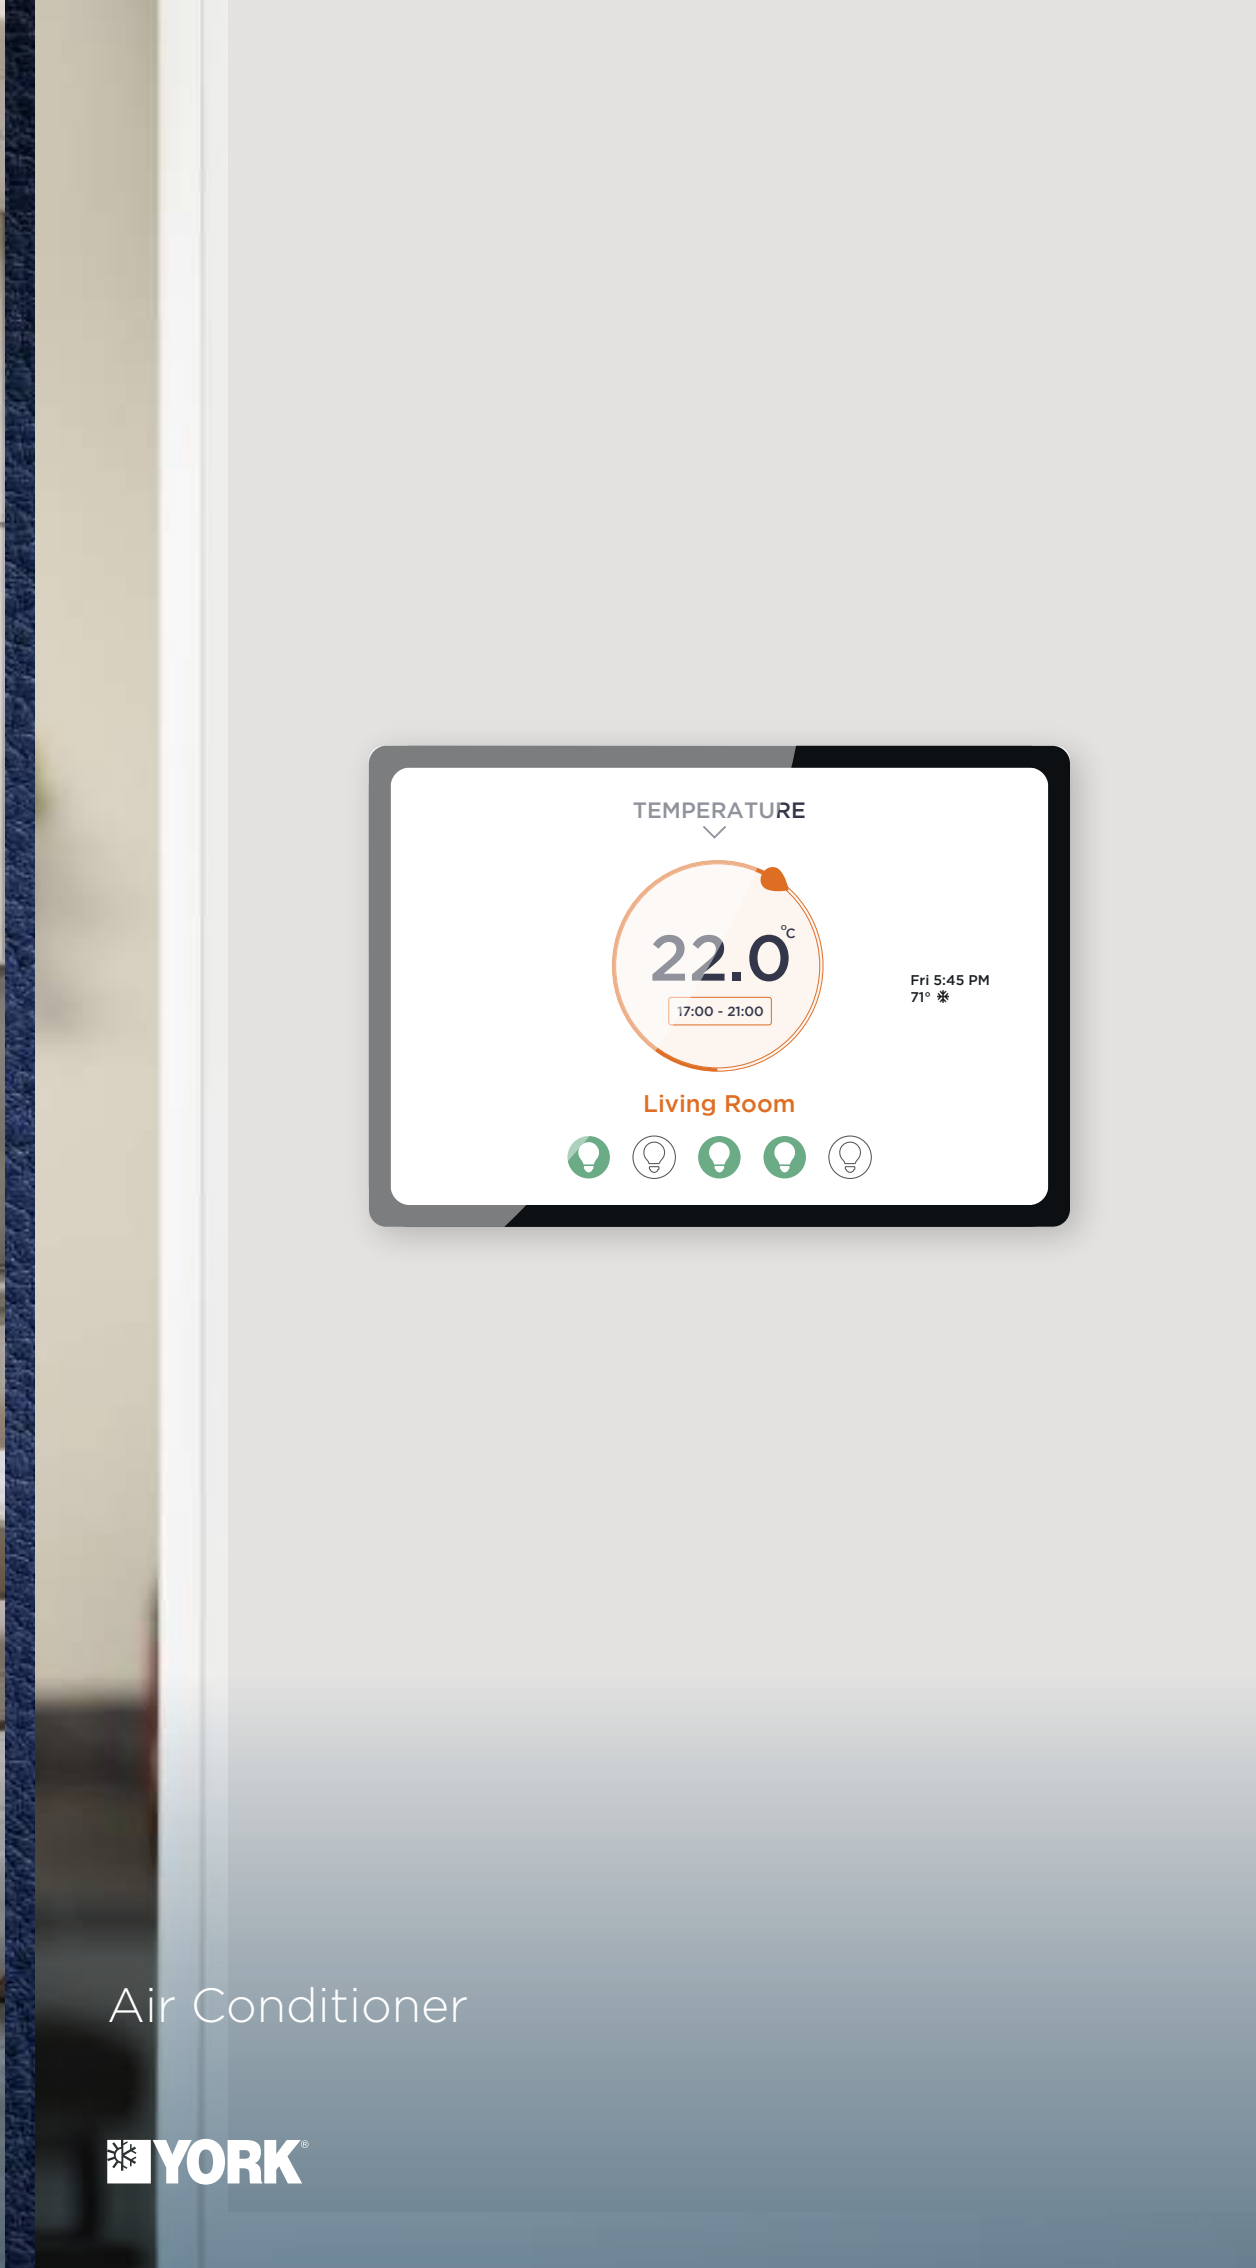 TEMPERATURE
22.0
°C
17:00 - 21:00
Fri 5:45 PM
71°
Living Room
Air Conditioner
YORK®